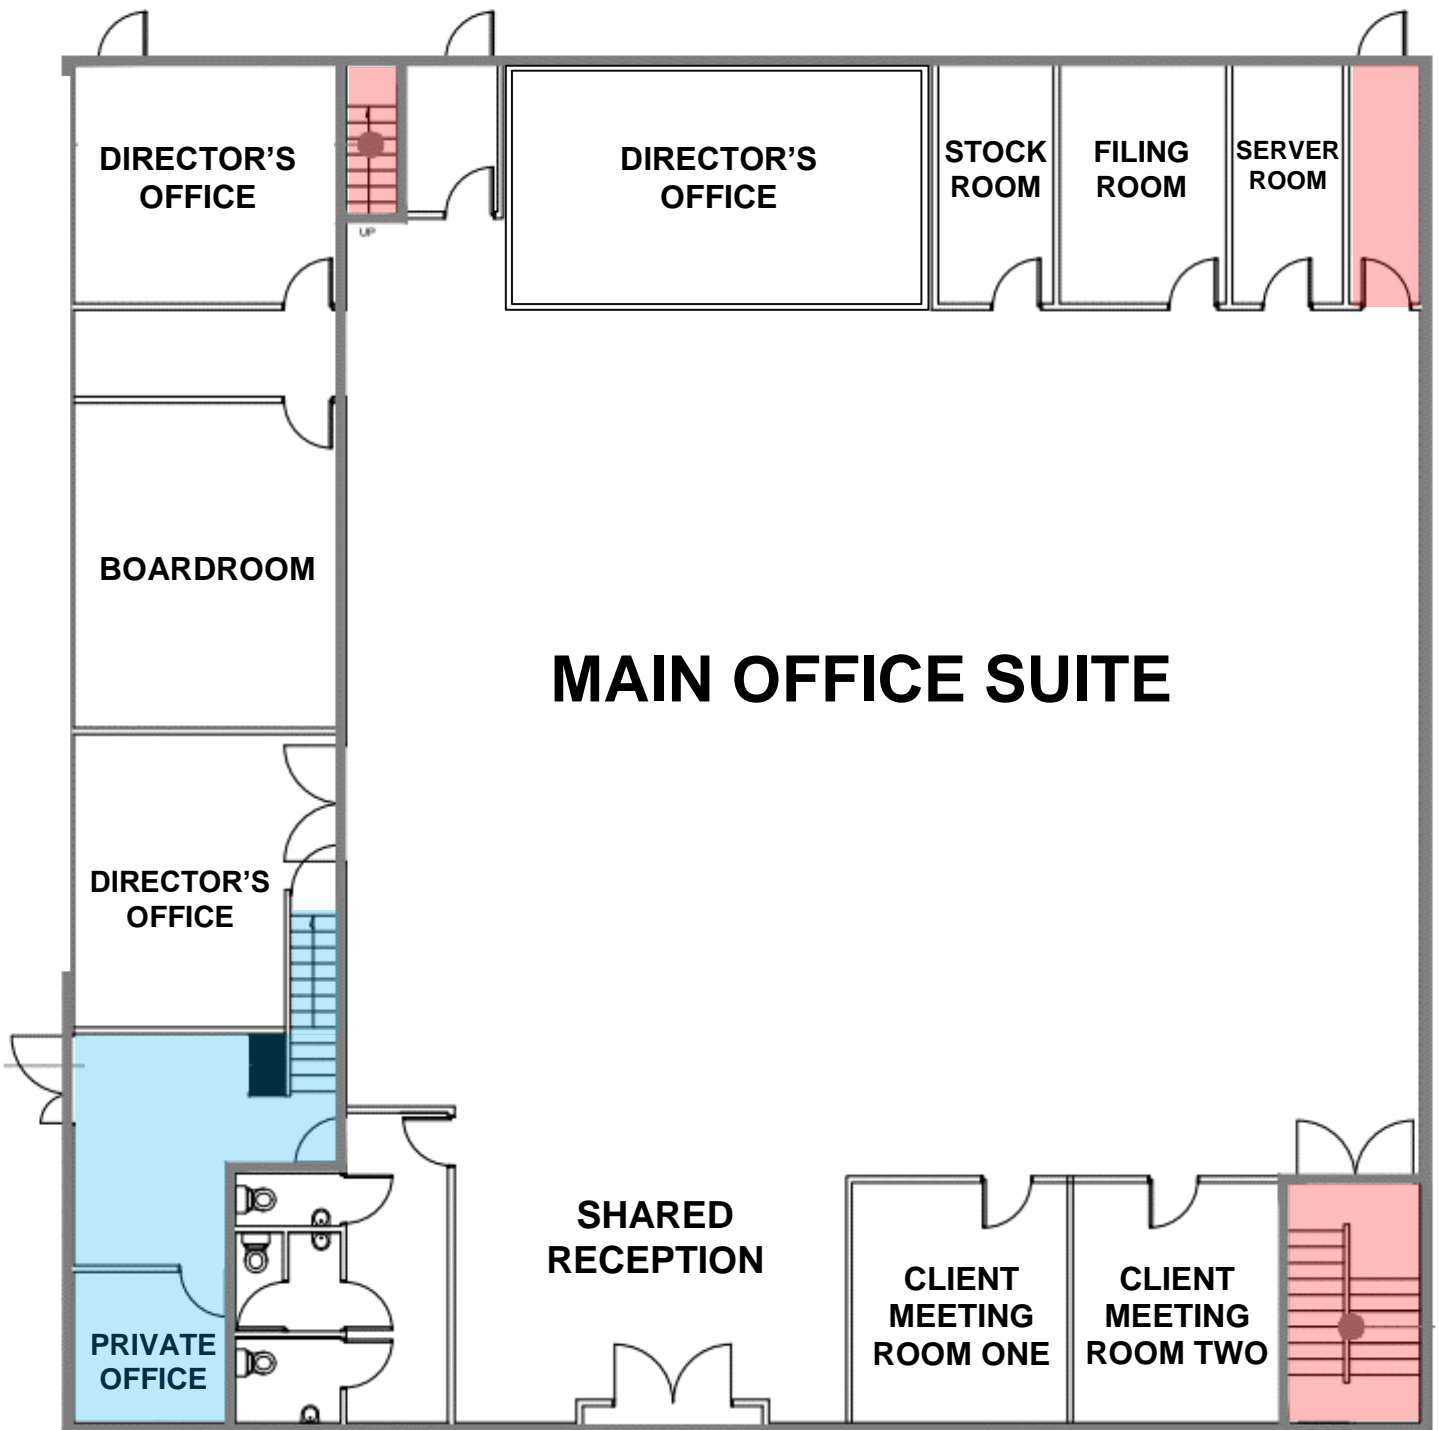 DIRECTOR’S
OFFICE
UP
DIRECTOR’S
OFFICE
STOCK
ROOM
FILING
ROOM
SERVER
ROOM
BOARDROOM
MAIN OFFICE SUITE
DIRECTOR’S
OFFICE
SHARED
RECEPTION
CLIENT
MEETING
ROOM ONE
CLIENT
MEETING
ROOM TWO
PRIVATE
OFFICE